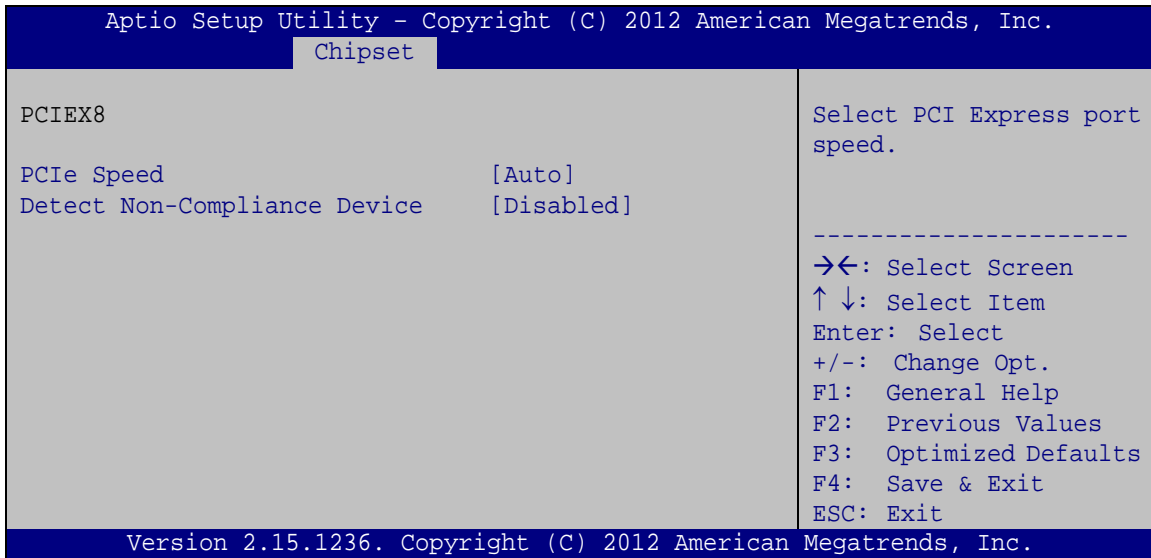 Aptio Setup Utility – Copyright (C) 2012 American Megatrends, Inc.
Chipset
PCIEX8
PCIe Speed [Auto]
Detect Non-Compliance Device [Disabled]
Select PCI Express port
speed.
----------------------
→←: Select Screen
↑ ↓: Select Item
Enter: Select
+/-: Change Opt.
F1: General Help
F2: Previous Values
F3: Optimized Defaults
F4: Save & Exit
ESC: Exit
Version 2.15.1236. Copyright (C) 2012 American Megatrends, Inc.